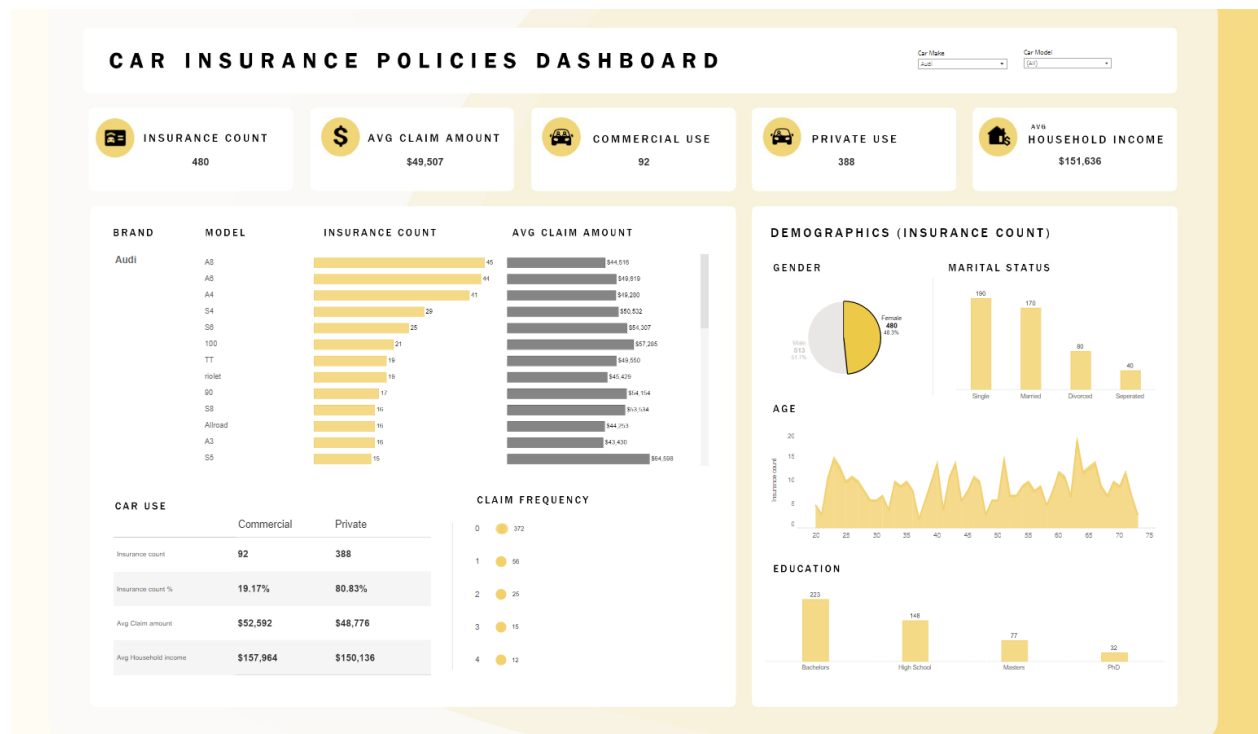 CAR INSURANCE POLICIES DASHBOARD
Car Make
Audi
Car Model
(All)
INSURANCE COUNT
480
AVG CLAIM AMOUNT
$49,507
COMMERCIAL USE
92
PRIVATE USE
388
AVG
HOUSEHOLD INCOME
$151,636
BRAND MODEL INSURANCE COUNT AVG CLAIM AMOUNT
Audi A8 45 $44,516
A6 44 $49,619
A4 41 $49,280
S4 29 $50,532
S6 25 $54,307
100 21 $57,285
TT 19 $49,550
riolet 19 $45,429
90 17 $54,154
S8 16 $53,534
Allroad 16 $44,253
A3 16 $43,430
S5 15 $64,598
CAR USE
Commercial Private
Insurance count 92 388
Insurance count % 19.17% 80.83%
Avg Claim amount $52,592 $48,776
Avg Household income $157,964 $150,136
CLAIM FREQUENCY
0 372
1 56
2 25
3 15
4 12
DEMOGRAPHICS (INSURANCE COUNT)
GENDER
Female
480
48.3%
Male
513
51.7%
MARITAL STATUS
190 170 80 40
Single Married Divorced Seperated
AGE
Insurance count
20
15
10
5
0
20 25 30 35 40 45 50 55 60 65 70 75
EDUCATION
223 148 77 32
Bachelors High School Masters PhD